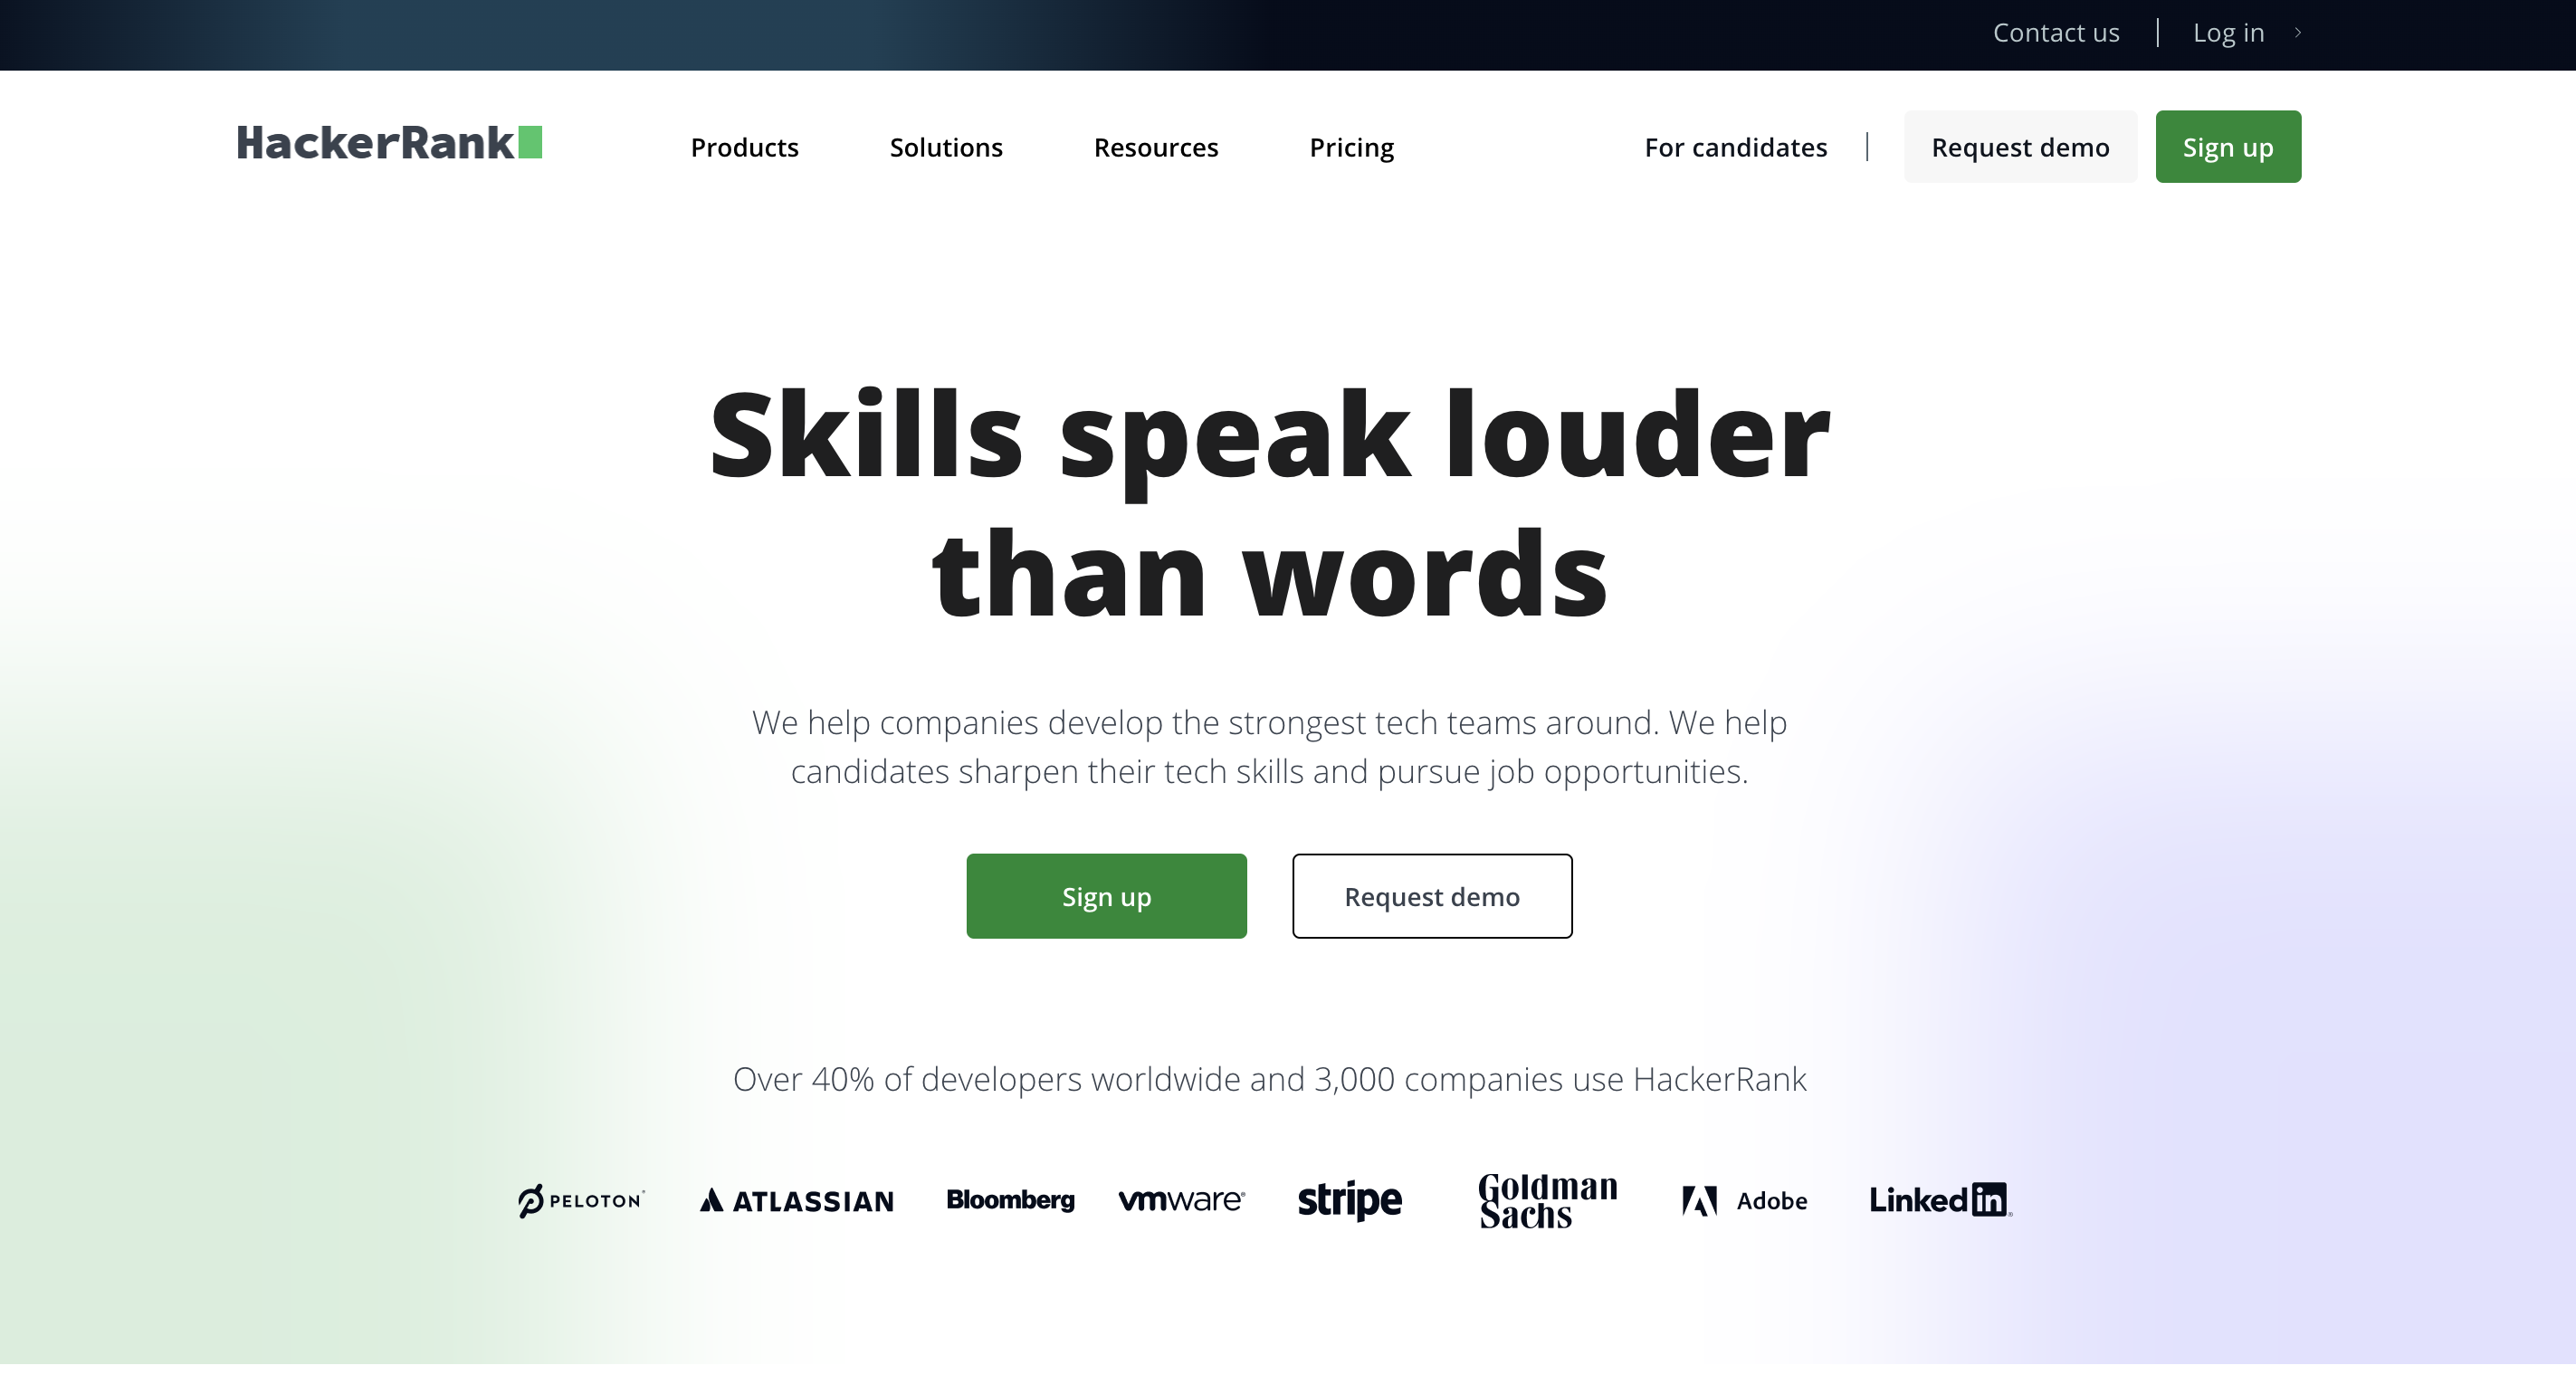 Contact us | Log in
HackerRank
Products Solutions Resources Pricing For candidates | Request demo Sign up
Skills speak louder
than words
We help companies develop the strongest tech teams around. We help
candidates sharpen their tech skills and pursue job opportunities.
Sign up Request demo
Over 40% of developers worldwide and 3,000 companies use HackerRank
PELOTON ATLASSIAN Bloomberg vmware® stripe Goldman Sachs Adobe Linkedin